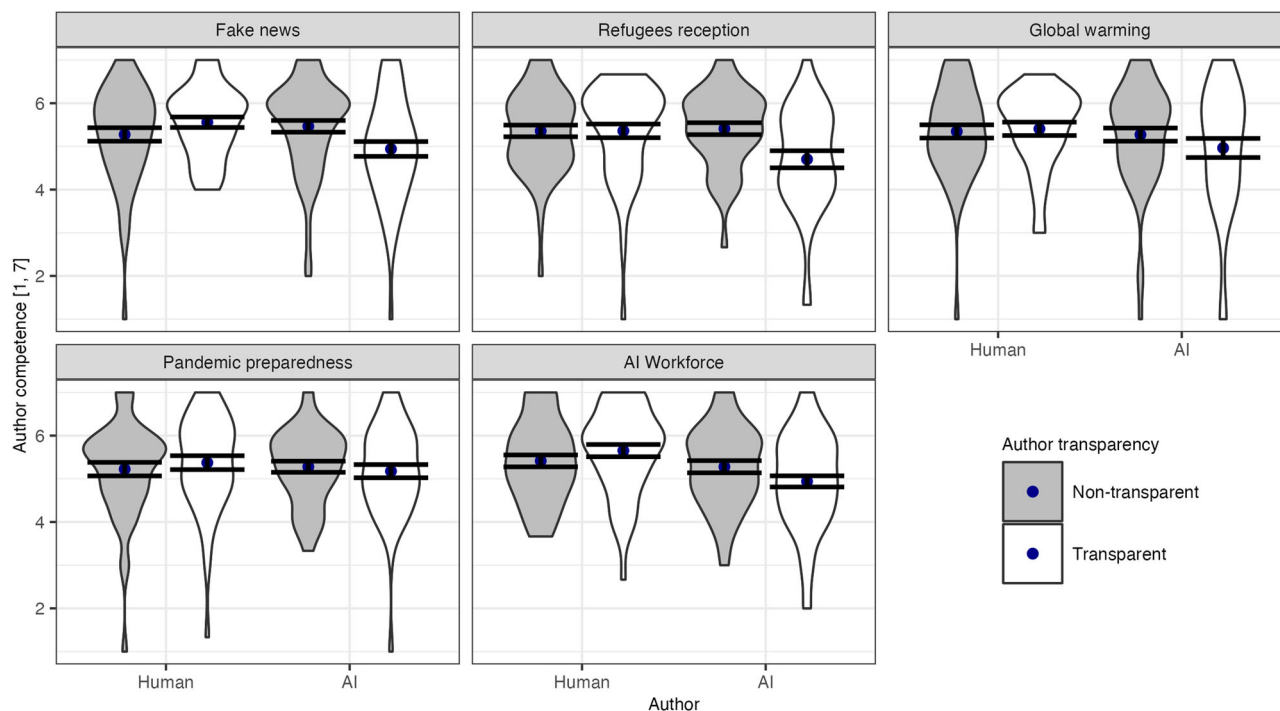 Fake news
Refugees reception
Global warming
6
4
2
Human
AI
Pandemic preparedness
AI Workforce
Author competence [1, 7]
6
4
2
Human
AI
Human
AI
Author
Author transparency
Non-transparent
Transparent